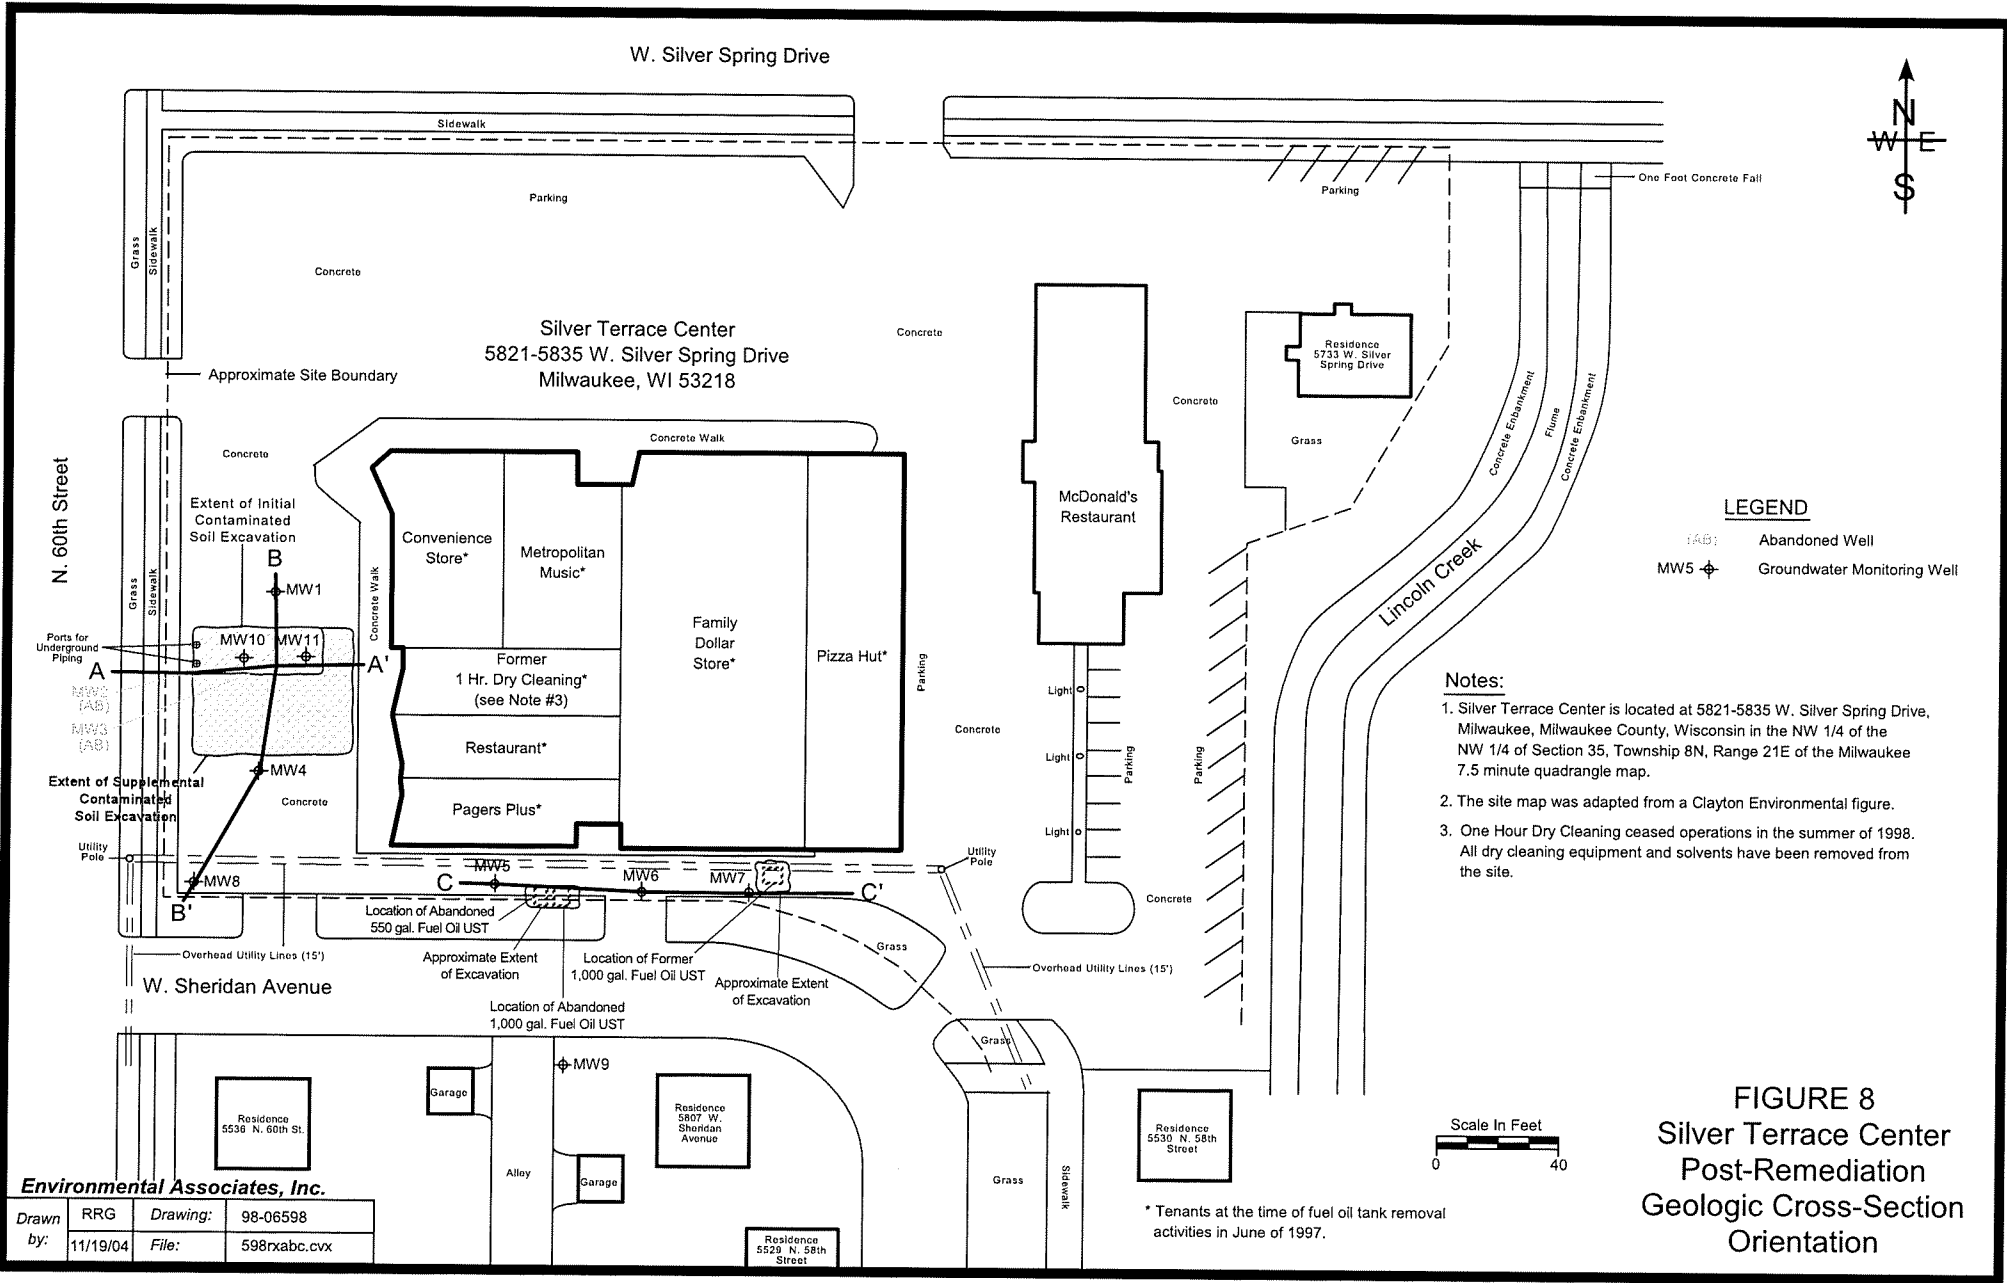 W. Silver Spring Drive
Sidewalk
Parking
Concrete
Grass
Sidewalk
Silver Terrace Center
5821-5835 W. Silver Spring Drive
Milwaukee, WI 53218
Approximate Site Boundary
Concrete
Parking
One Foot Concrete Fall
N
W E
S
Residence
5733 W. Silver
Spring Drive
Concrete
Grass
Concrete Enbankment
Flume
Concrete Enbankment
Lincoln Creek
N. 60th Street
Concrete
Concrete Walk
Extent of Initial
Contaminated
Soil Excavation
B
MW1
Grass
Sidewalk
Concrete Walk
Ports for
Underground
Piping
MW10
MW11
A
A'
MW2
(AB)
MW3
(AB)
MW4
Extent of Supplemental
Contaminated
Soil Excavation
Concrete
Convenience
Store*
Metropolitan
Music*
Family
Dollar
Store*
Pizza Hut*
Former
1 Hr. Dry Cleaning*
(see Note #3)
Restaurant*
Pagers Plus*
Parking
Concrete
McDonald's
Restaurant
Light
Light
Light
Parking
Parking
Concrete
LEGEND
(AB)
Abandoned Well
MW5
Groundwater Monitoring Well
Notes:
1. Silver Terrace Center is located at 5821-5835 W. Silver Spring Drive,
Milwaukee, Milwaukee County, Wisconsin in the NW 1/4 of the
NW 1/4 of Section 35, Township 8N, Range 21E of the Milwaukee
7.5 minute quadrangle map.
2. The site map was adapted from a Clayton Environmental figure.
3. One Hour Dry Cleaning ceased operations in the summer of 1998.
All dry cleaning equipment and solvents have been removed from
the site.
Utility
Pole
MW8
B'
C
MW5
MW6
MW7
C'
Utility
Pole
Location of Abandoned
550 gal. Fuel Oil UST
Approximate Extent
of Excavation
Location of Abandoned
1,000 gal. Fuel Oil UST
Location of Former
1,000 gal. Fuel Oil UST
Approximate Extent
of Excavation
Grass
Overhead Utility Lines (15')
Overhead Utility Lines (15')
W. Sheridan Avenue
Grass
MW9
Garage
Residence
5536 N. 60th St.
Residence
5807 W.
Sheridan
Avenue
Alley
Garage
Residence
5529 N. 58th
Street
Grass
Sidewalk
Residence
5530 N. 58th
Street
Scale In Feet
0 40
* Tenants at the time of fuel oil tank removal
activities in June of 1997.
FIGURE 8
Silver Terrace Center
Post-Remediation
Geologic Cross-Section
Orientation
Environmental Associates, Inc.
Drawn by:
RRG
Drawing:
98-06598
11/19/04
File:
598rxabc.cvx